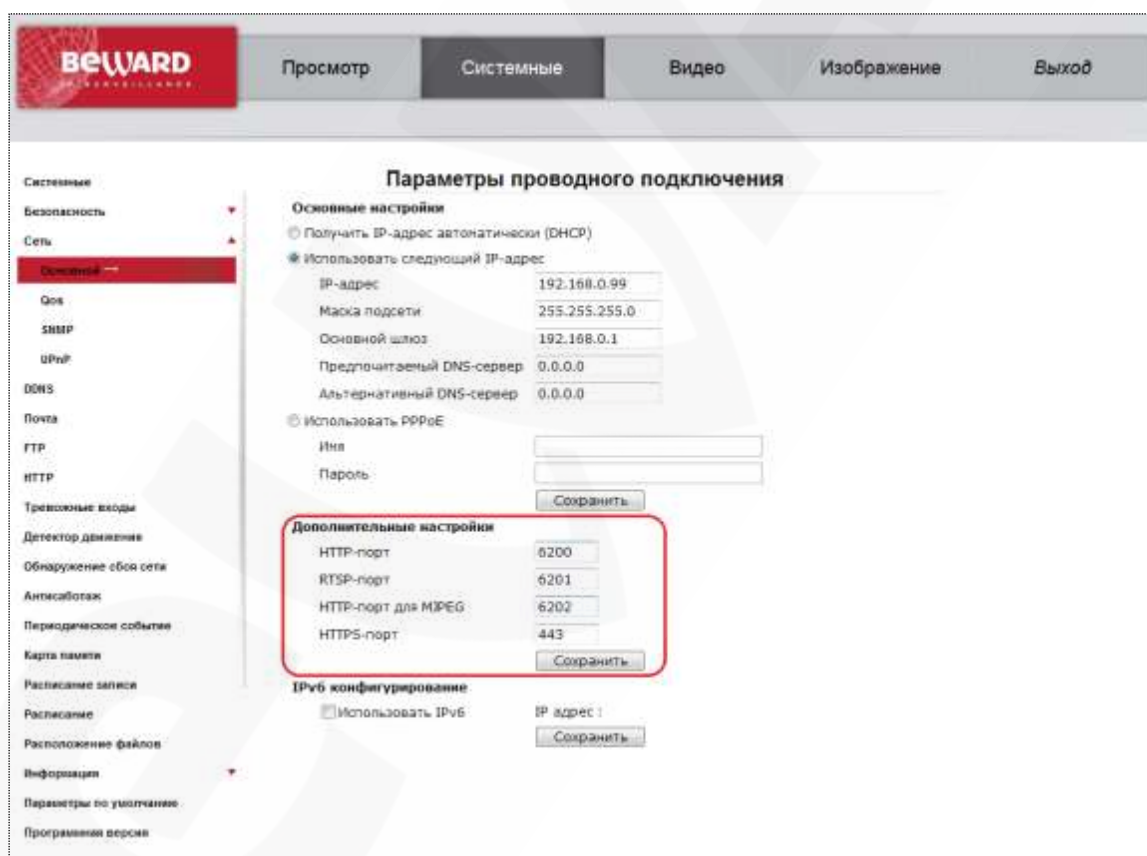 BEWARD
Просмотр
Системные
Видео
Изображение
Выход
Параметры проводного подключения
Системные
Безопасность
Сеть
Основной
Qos
SNMP
UPnP
DDNS
Почта
FTP
HTTP
Тревожные входы
Детектор движения
Обнаружение сбоя сети
Антисаботаж
Периодическое событие
Карта памяти
Расписание записи
Расписание
Расположение файлов
Информация
Параметры по умолчанию
Программная версия
Основные настройки
Получить IP-адрес автоматически (DHCP)
Использовать следующий IP-адрес
IP-адрес 192.168.0.99
Маска подсети 255.255.255.0
Основной шлюз 192.168.0.1
Предпочитаемый DNS-сервер 0.0.0.0
Альтернативный DNS-сервер 0.0.0.0
Использовать PPPoE
Имя
Пароль
Сохранить
Дополнительные настройки
HTTP-порт 6200
RTSP-порт 6201
HTTP-порт для MJPEG 6202
HTTPS-порт 443
Сохранить
IPv6 конфигурирование
Использовать IPv6 IP адрес :
Сохранить